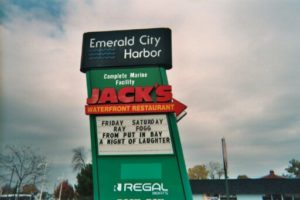 Emerald City
Harbor
Complete Marine
Facility
JACK'S
WATERFRONT RESTAURANT
FRIDAY SATURDAY
RAY FOGG
FROM PUT IN BAY
A NIGHT OF LAUGHTER
REGAL